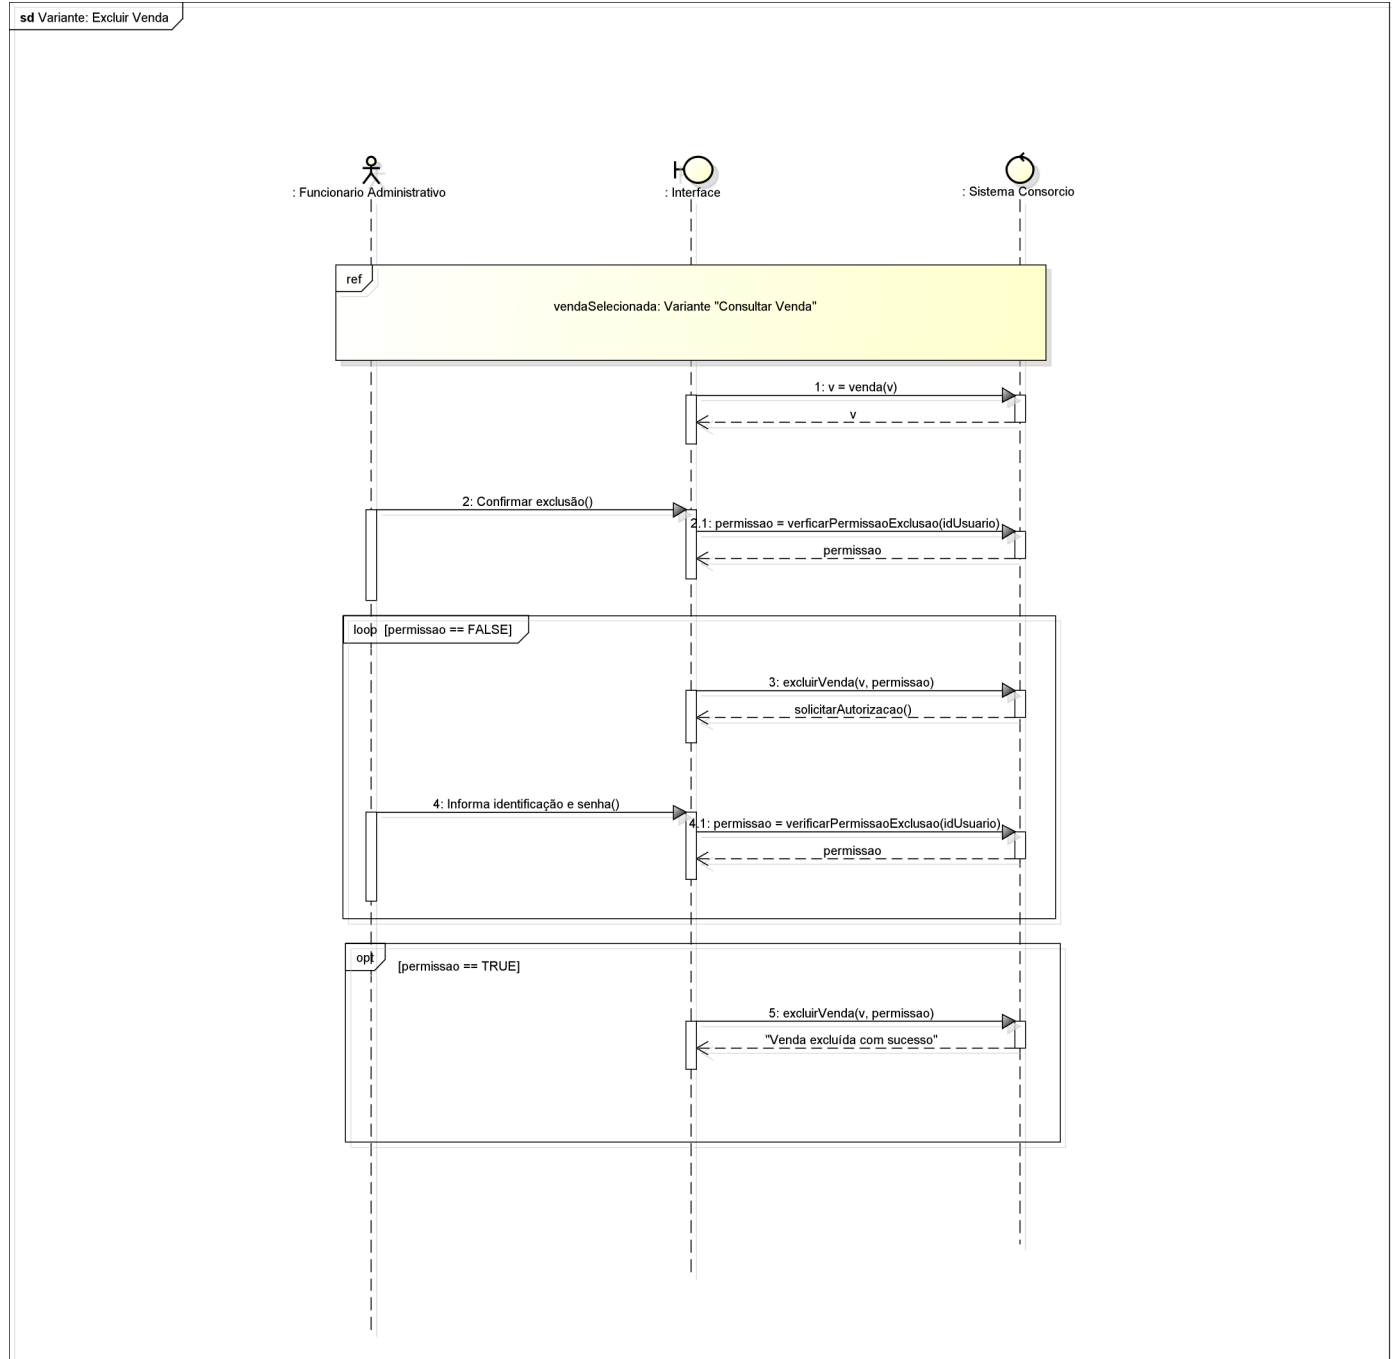 sd Variante: Excluir Venda
: Funcionario Administrativo
: Interface
: Sistema Consorcio
ref
vendaSelecionada: Variante "Consultar Venda"
1: v = venda(v)
v
2: Confirmar exclusão()
2.1: permissao = verficarPermissaoExclusao(idUsuario)
permissao
loop [permissao == FALSE]
3: excluirVenda(v, permissao)
solicitarAutorizacao()
4: Informa identificação e senha()
4.1: permissao = verificarPermissaoExclusao(idUsuario)
permissao
opt
[permissao == TRUE]
5: excluirVenda(v, permissao)
"Venda excluída com sucesso"